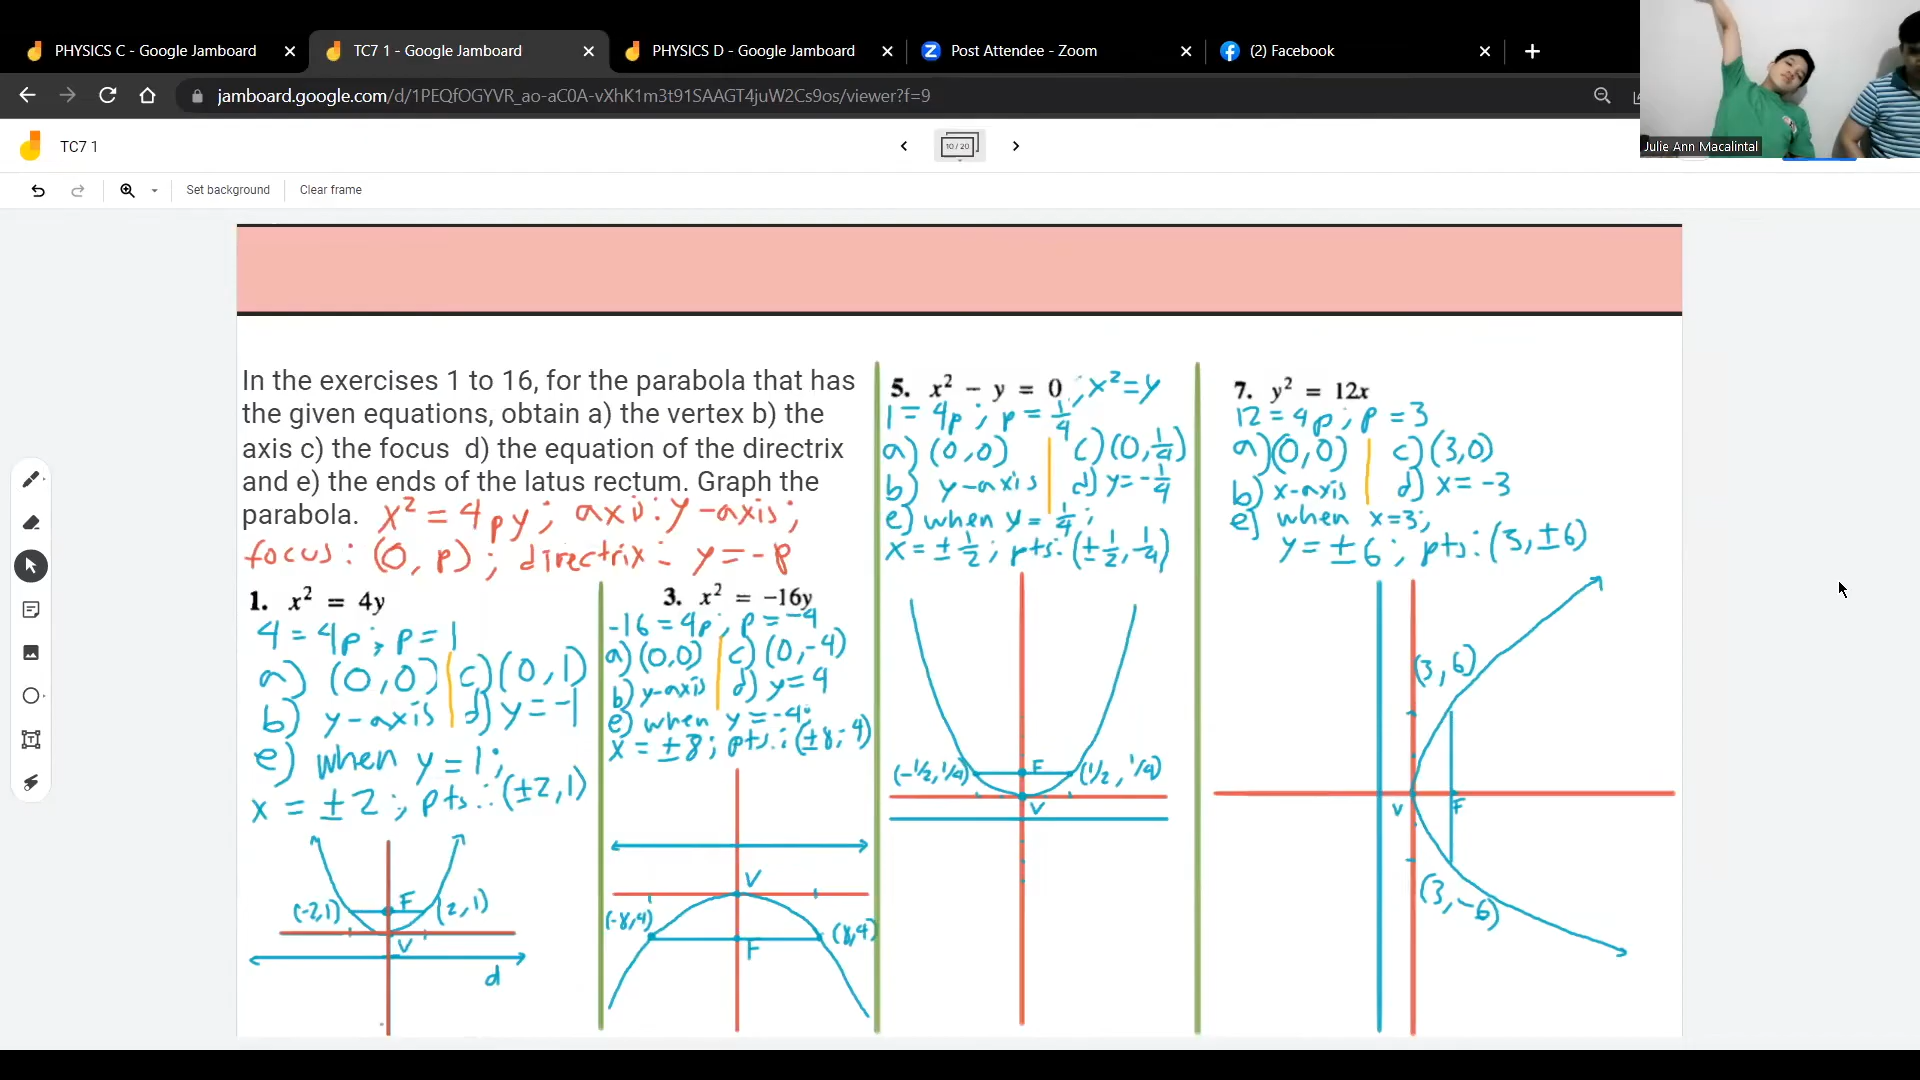 PHYSICS C - Google Jamboard
TC7 1 - Google Jamboard
PHYSICS D - Google Jamboard
Post Attendee - Zoom
(2) Facebook
jamboard.google.com/d/1PEQfOGYVR_ao-aC0A-vXhK1m3t91SAAGT4juW2Cs9os/viewer?f=9
TC7 1
10 / 20
Julie Ann Macalintal
Set background
Clear frame
In the exercises 1 to 16, for the parabola that has
the given equations, obtain a) the vertex b) the
axis c) the focus d) the equation of the directrix
and e) the ends of the latus rectum. Graph the
parabola. x² = 4py; axis: y-axis;
focus: (0, p); directrix: y = -p
1. x² = 4y
4 = 4p; p = 1
a) (0,0) c) (0,1)
b) y-axis d) y = -1
e) when y = 1;
x = ±2; pts.: (±2,1)
(-2,1) F (2,1)
V
d
3. x² = -16y
-16 = 4p; p = -4
a) (0,0) c) (0,-4)
b) y-axis d) y = 4
e) when y = -4;
x = ±8; pts.: (±8,-4)
V
(-8,4) (8,4)
F
5. x² - y = 0; x² = y
1 = 4p; p = 1/4
a) (0,0) c) (0,1/4)
b) y-axis d) y = -1/4
e) when y = 1/4;
x = ±1/2; pts: (±1/2, 1/4)
(-1/2, 1/4) F (1/2, 1/4)
V
7. y² = 12x
12 = 4p; p = 3
a) (0,0) c) (3,0)
b) x-axis d) x = -3
e) when x=3;
y = ±6; pts: (3,±6)
(3,6)
V F
(3,-6)